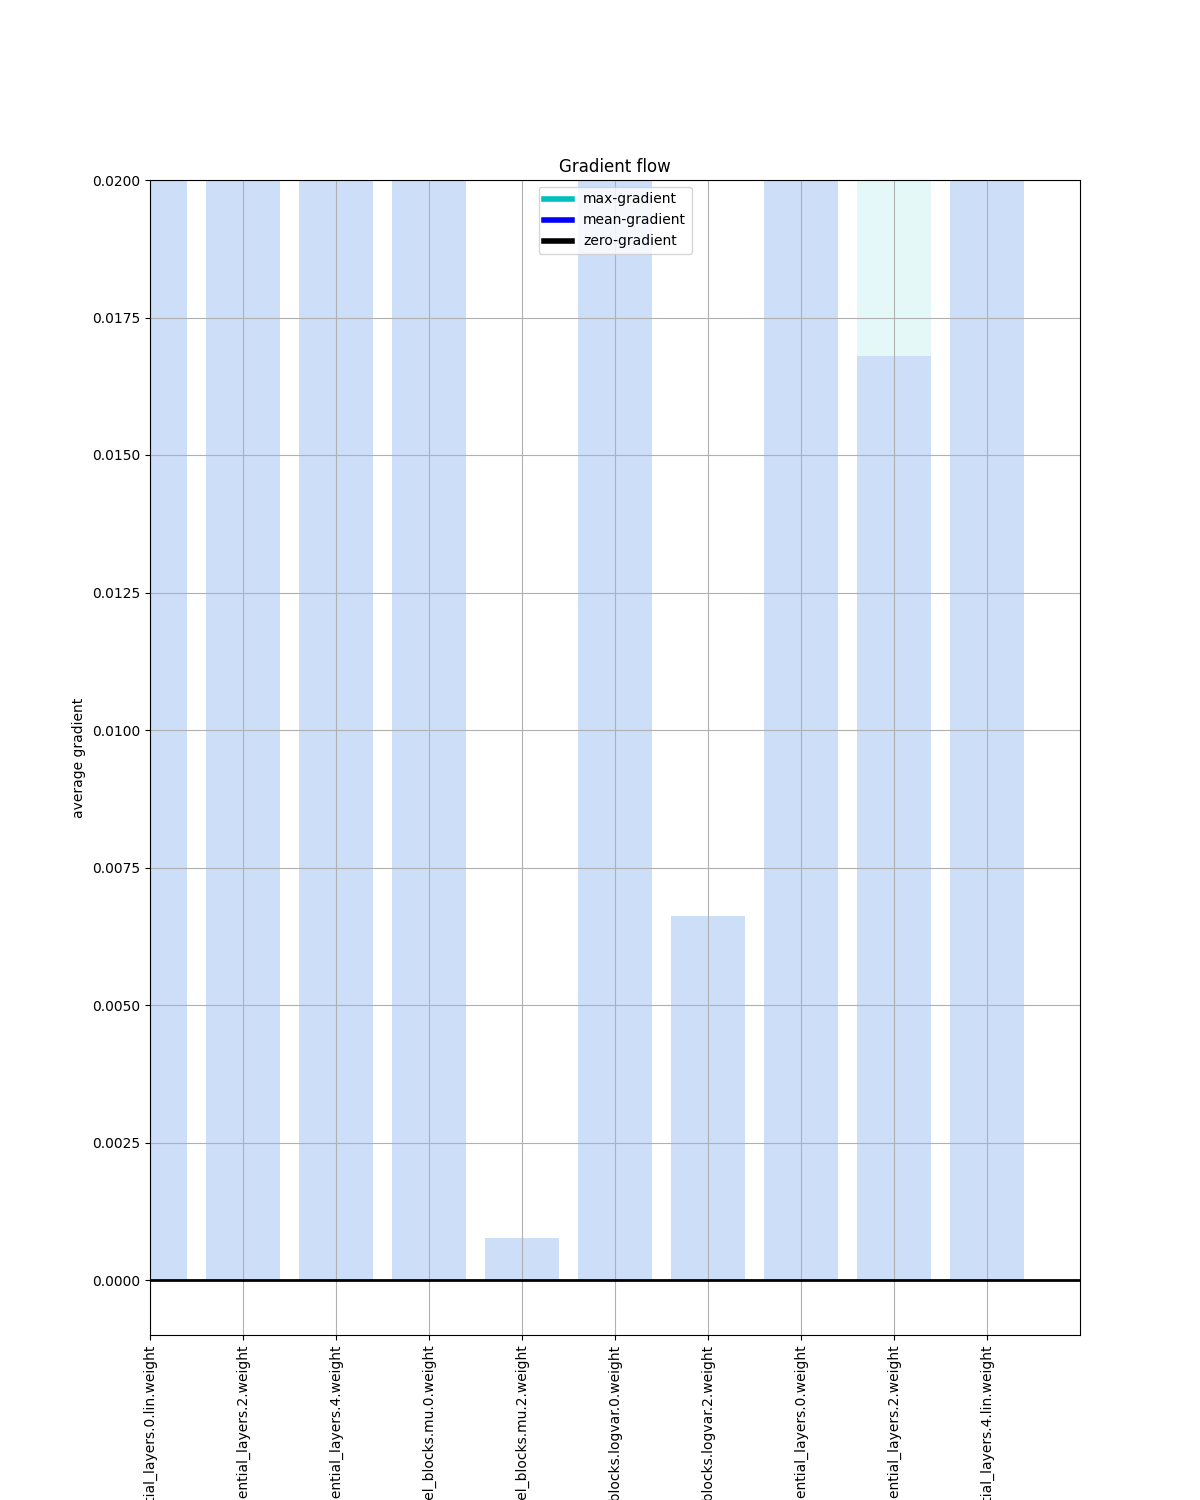 Gradient flow
max-gradient
mean-gradient
zero-gradient
0.0200
0.0175
0.0150
0.0125
0.0100
0.0075
0.0050
0.0025
0.0000
average gradient
tial_layers.0.lin.weight
ential_layers.2.weight
ential_layers.4.weight
el_blocks.mu.0.weight
el_blocks.mu.2.weight
blocks.logvar.0.weight
blocks.logvar.2.weight
ential_layers.0.weight
ential_layers.2.weight
tial_layers.4.lin.weight